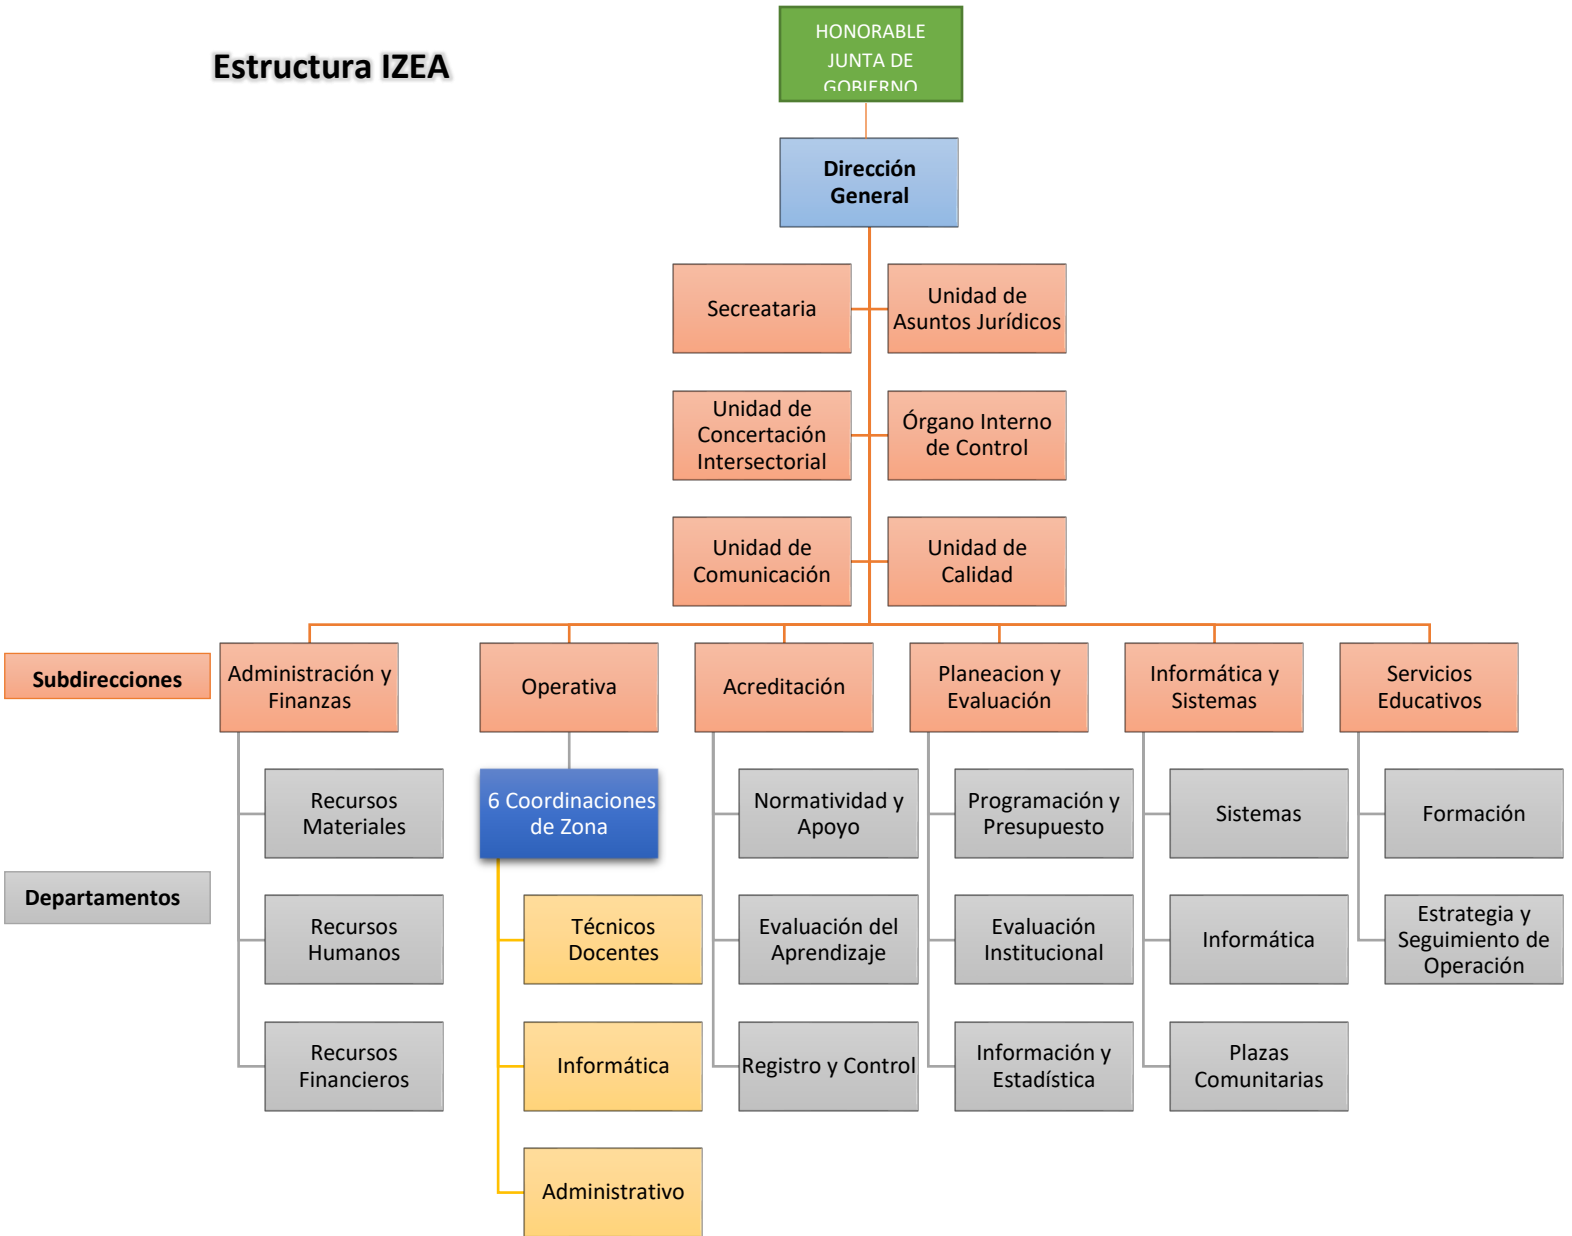 Estructura IZEA
HONORABLE
JUNTA DE
GOBIERNO
Dirección
General
Secreataria
Unidad de
Asuntos Jurídicos
Unidad de
Concertación
Intersectorial
Órgano Interno
de Control
Unidad de
Comunicación
Unidad de
Calidad
Subdirecciones
Administración y
Finanzas
Operativa
Acreditación
Planeacion y
Evaluación
Informática y
Sistemas
Servicios
Educativos
Recursos
Materiales
6 Coordinaciones
de Zona
Normatividad y
Apoyo
Programación y
Presupuesto
Sistemas
Formación
Departamentos
Recursos
Humanos
Técnicos
Docentes
Evaluación del
Aprendizaje
Evaluación
Institucional
Informática
Estrategia y
Seguimiento de
Operación
Recursos
Financieros
Informática
Registro y Control
Información y
Estadística
Plazas
Comunitarias
Administrativo